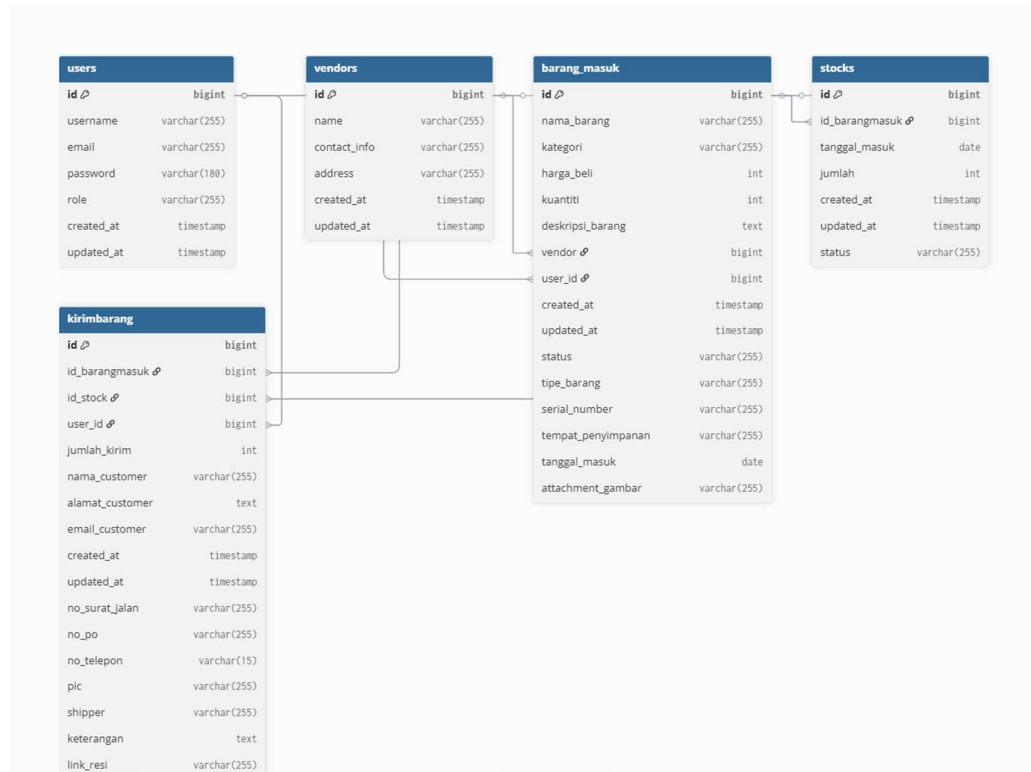 users
id bigint
username varchar(255)
email varchar(255)
password varchar(180)
role varchar(255)
created_at timestamp
updated_at timestamp
vendors
id bigint
name varchar(255)
contact_info varchar(255)
address varchar(255)
created_at timestamp
updated_at timestamp
barang_masuk
id bigint
nama_barang varchar(255)
kategori varchar(255)
harga_beli int
kuantiti int
deskripsi_barang text
vendor bigint
user_id bigint
created_at timestamp
updated_at timestamp
status varchar(255)
tipe_barang varchar(255)
serial_number varchar(255)
tempat_penyimpanan varchar(255)
tanggal_masuk date
attachment_gambar varchar(255)
stocks
id bigint
id_barangmasuk bigint
tanggal_masuk date
jumlah int
created_at timestamp
updated_at timestamp
status varchar(255)
kirimbarang
id bigint
id_barangmasuk bigint
id_stock bigint
user_id bigint
jumlah_kirim int
nama_customer varchar(255)
alamat_customer text
email_customer varchar(255)
created_at timestamp
updated_at timestamp
no_surat_jalan varchar(255)
no_po varchar(255)
no_telepon varchar(15)
pic varchar(255)
shipper varchar(255)
keterangan text
link_resi varchar(255)